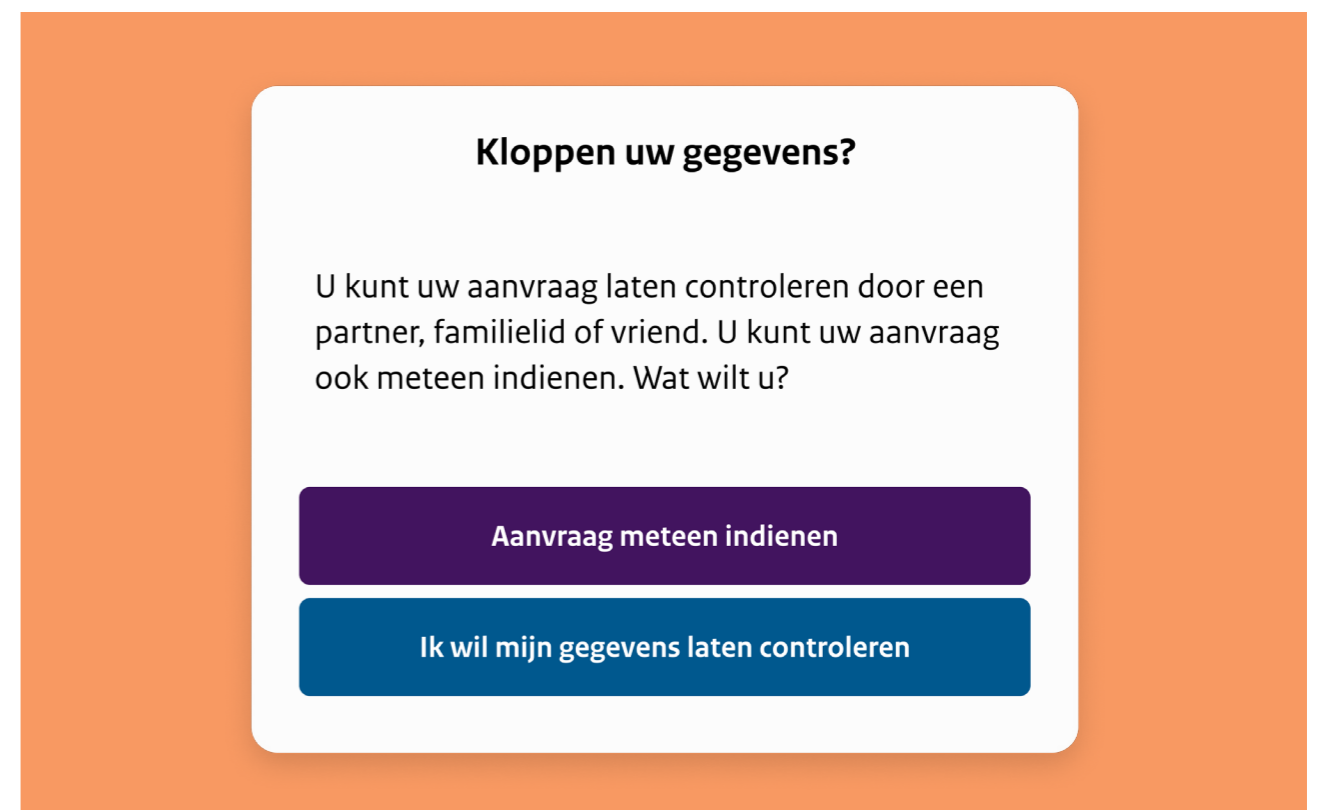 Kloppen uw gegevens?
U kunt uw aanvraag laten controleren door een
partner, familielid of vriend. U kunt uw aanvraag
ook meteen indienen. Wat wilt u?
Aanvraag meteen indienen
Ik wil mijn gegevens laten controleren